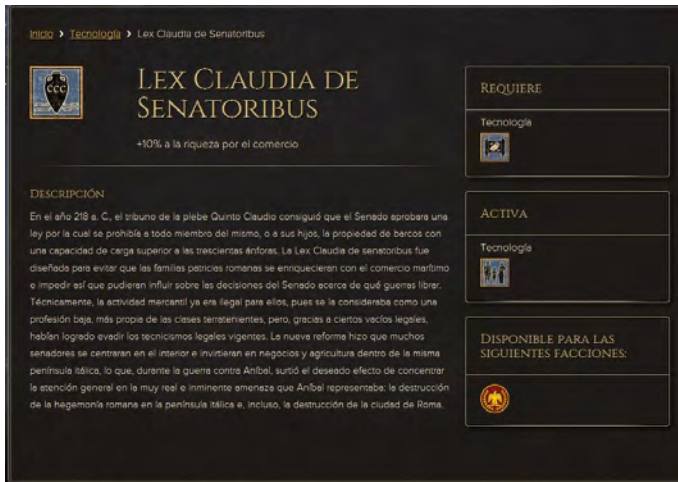 Inicio > Tecnología > Lex Claudia de Senatoribus
CCC
LEX CLAUDIA DE
SENATORIBUS
+10% a la riqueza por el comercio
DESCRIPCIÓN
En el año 218 a. C., el tribuno de la plebe Quinto Claudio consiguió que el Senado aprobara una
ley por la cual se prohibía a todo miembro del mismo, o a sus hijos, la propiedad de barcos con
una capacidad de carga superior a las trescientas ánforas. La Lex Claudia de senatoribus fue
diseñada para evitar que las familias patricias romanas se enriquecieran con el comercio marítimo
e impedir así que pudieran influir sobre las decisiones del Senado acerca de qué guerras librar.
Técnicamente, la actividad mercantil ya era ilegal para ellos, pues se la consideraba como una
profesión baja, más propia de las clases terratenientes, pero, gracias a ciertos vacíos legales,
habían logrado evadir los tecnicismos legales vigentes. La nueva reforma hizo que muchos
senadores se centraran en el interior e invirtieran en negocios y agricultura dentro de la misma
península itálica, lo que, durante la guerra contra Aníbal, surtió el deseado efecto de concentrar
la atención general en la muy real e inminente amenaza que Aníbal representaba: la destrucción
de la hegemonía romana en la península itálica e, incluso, la destrucción de la ciudad de Roma.
REQUIERE
Tecnología
ACTIVA
Tecnología
DISPONIBLE PARA LAS
SIGUIENTES FACCIONES: